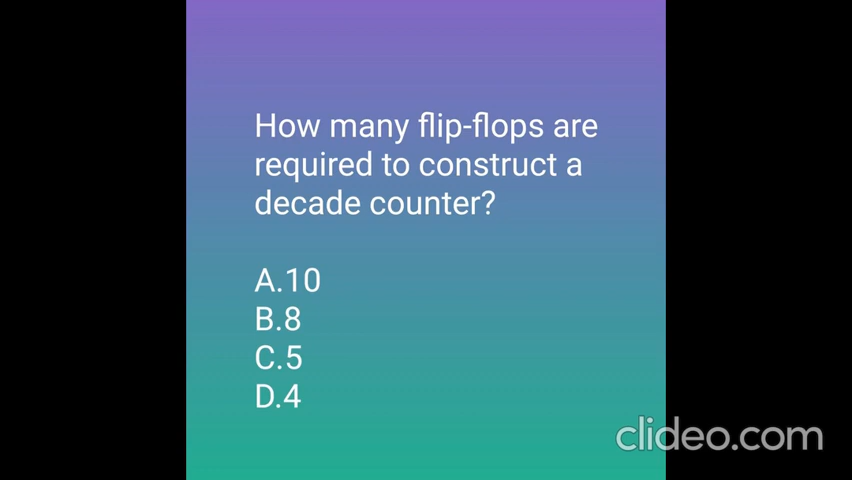 How many flip-flops are
required to construct a
decade counter?
A.10
B.8
C.5
D.4
clideo.com